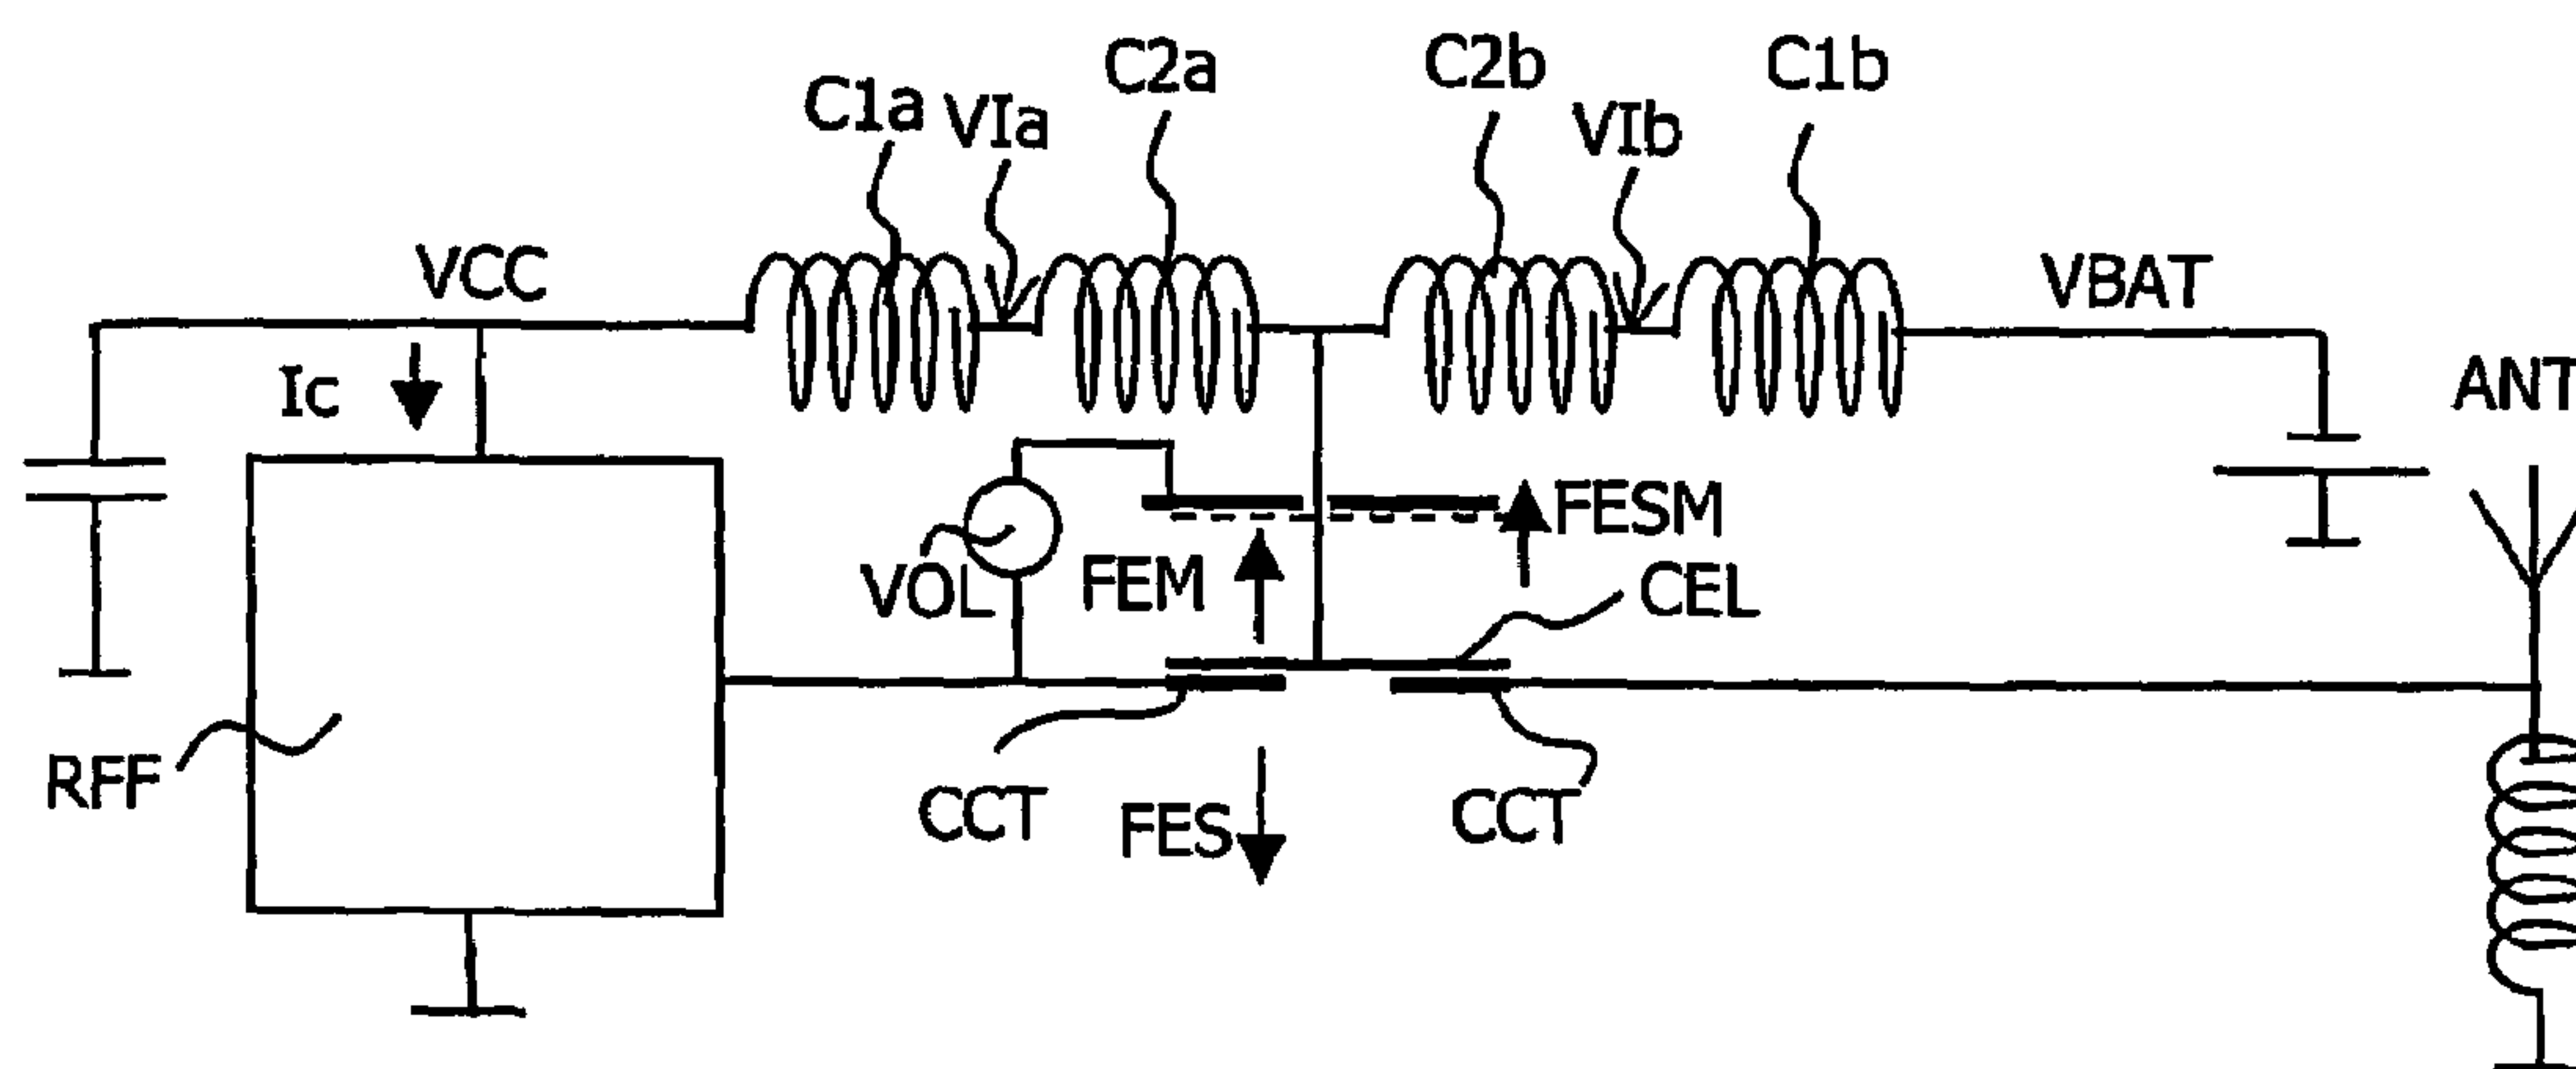 C1a
VIa
C2a
C2b
VIb
C1b
VCC
VBAT
Ic
ANT
VOL
FEM
FESM
CEL
RFF
CCT
FES
CCT